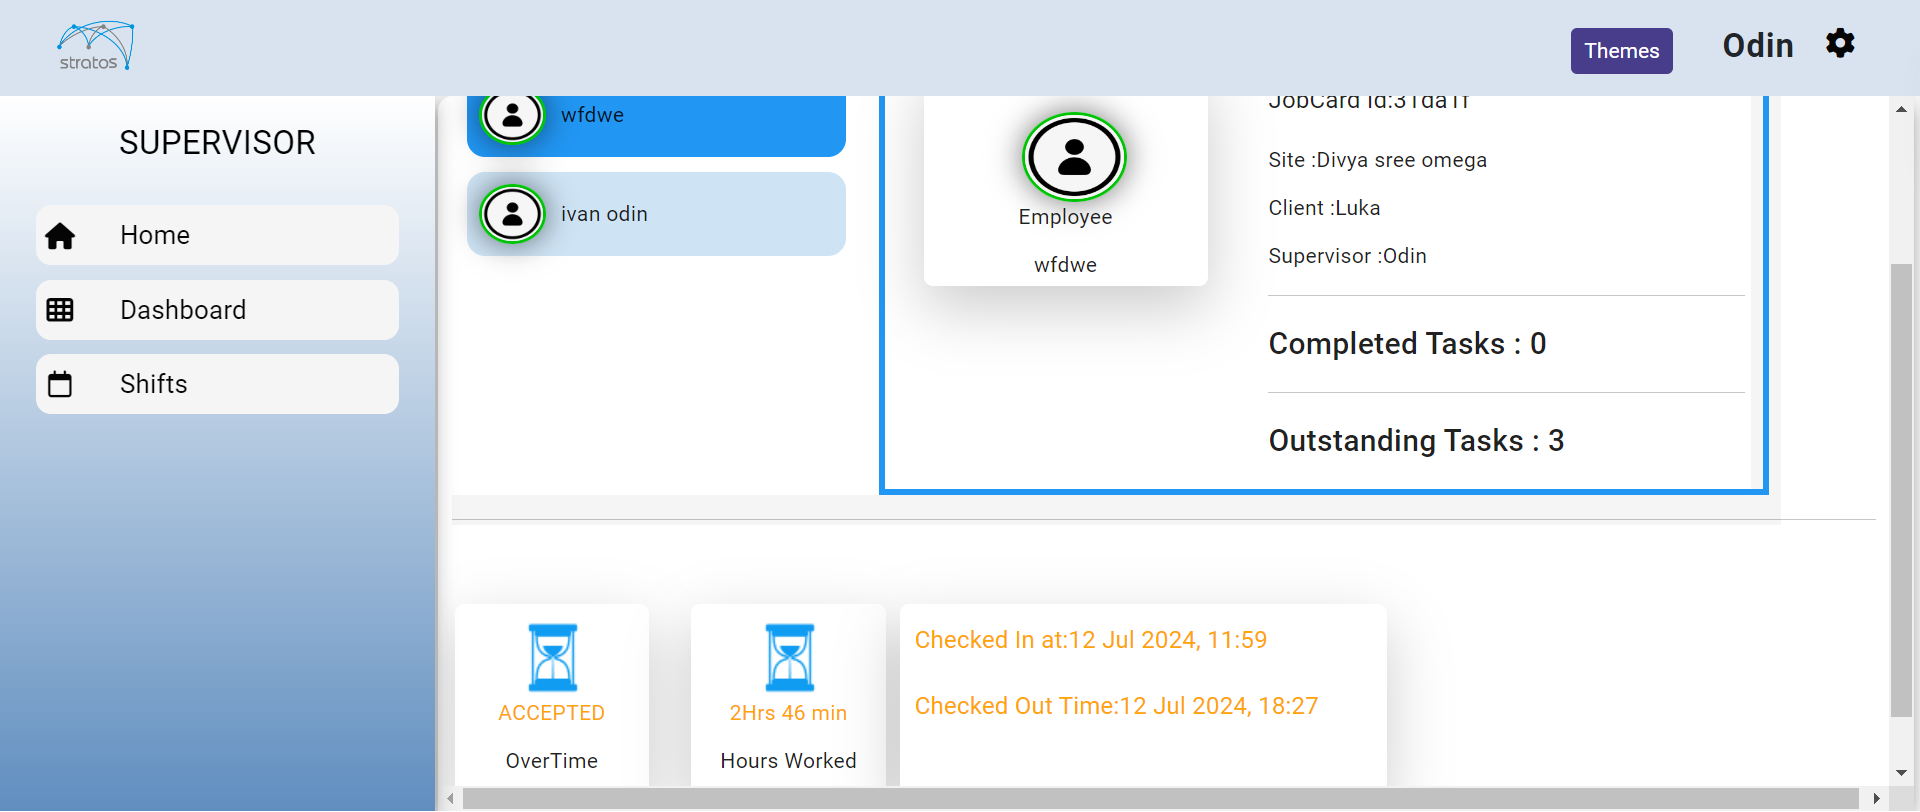 stratos
Themes
Odin
SUPERVISOR
Home
Dashboard
Shifts
wfdwe
ivan odin
Employee
wfdwe
JobCard Id:31da1f
Site :Divya sree omega
Client :Luka
Supervisor :Odin
Completed Tasks : 0
Outstanding Tasks : 3
ACCEPTED
OverTime
2Hrs 46 min
Hours Worked
Checked In at:12 Jul 2024, 11:59
Checked Out Time:12 Jul 2024, 18:27